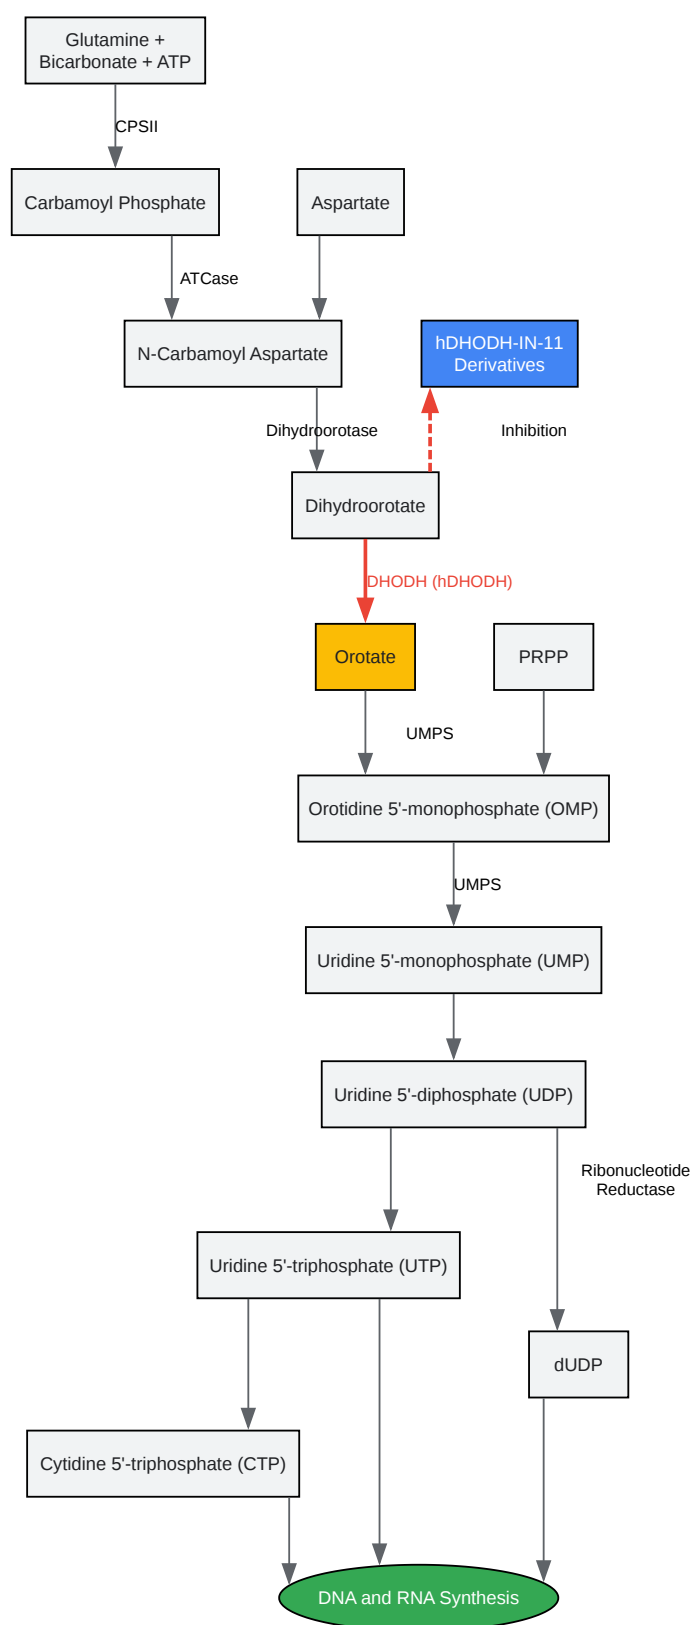 Glutamine +
Bicarbonate + ATP
CPSII
Carbamoyl Phosphate
Aspartate
ATCase
N-Carbamoyl Aspartate
hDHODH-IN-11
Derivatives
Dihydroorotase
Inhibition
Dihydroorotate
DHODH (hDHODH)
Orotate
PRPP
UMPS
Orotidine 5'-monophosphate (OMP)
UMPS
Uridine 5'-monophosphate (UMP)
Uridine 5'-diphosphate (UDP)
Ribonucleotide
Reductase
Uridine 5'-triphosphate (UTP)
dUDP
Cytidine 5'-triphosphate (CTP)
DNA and RNA Synthesis